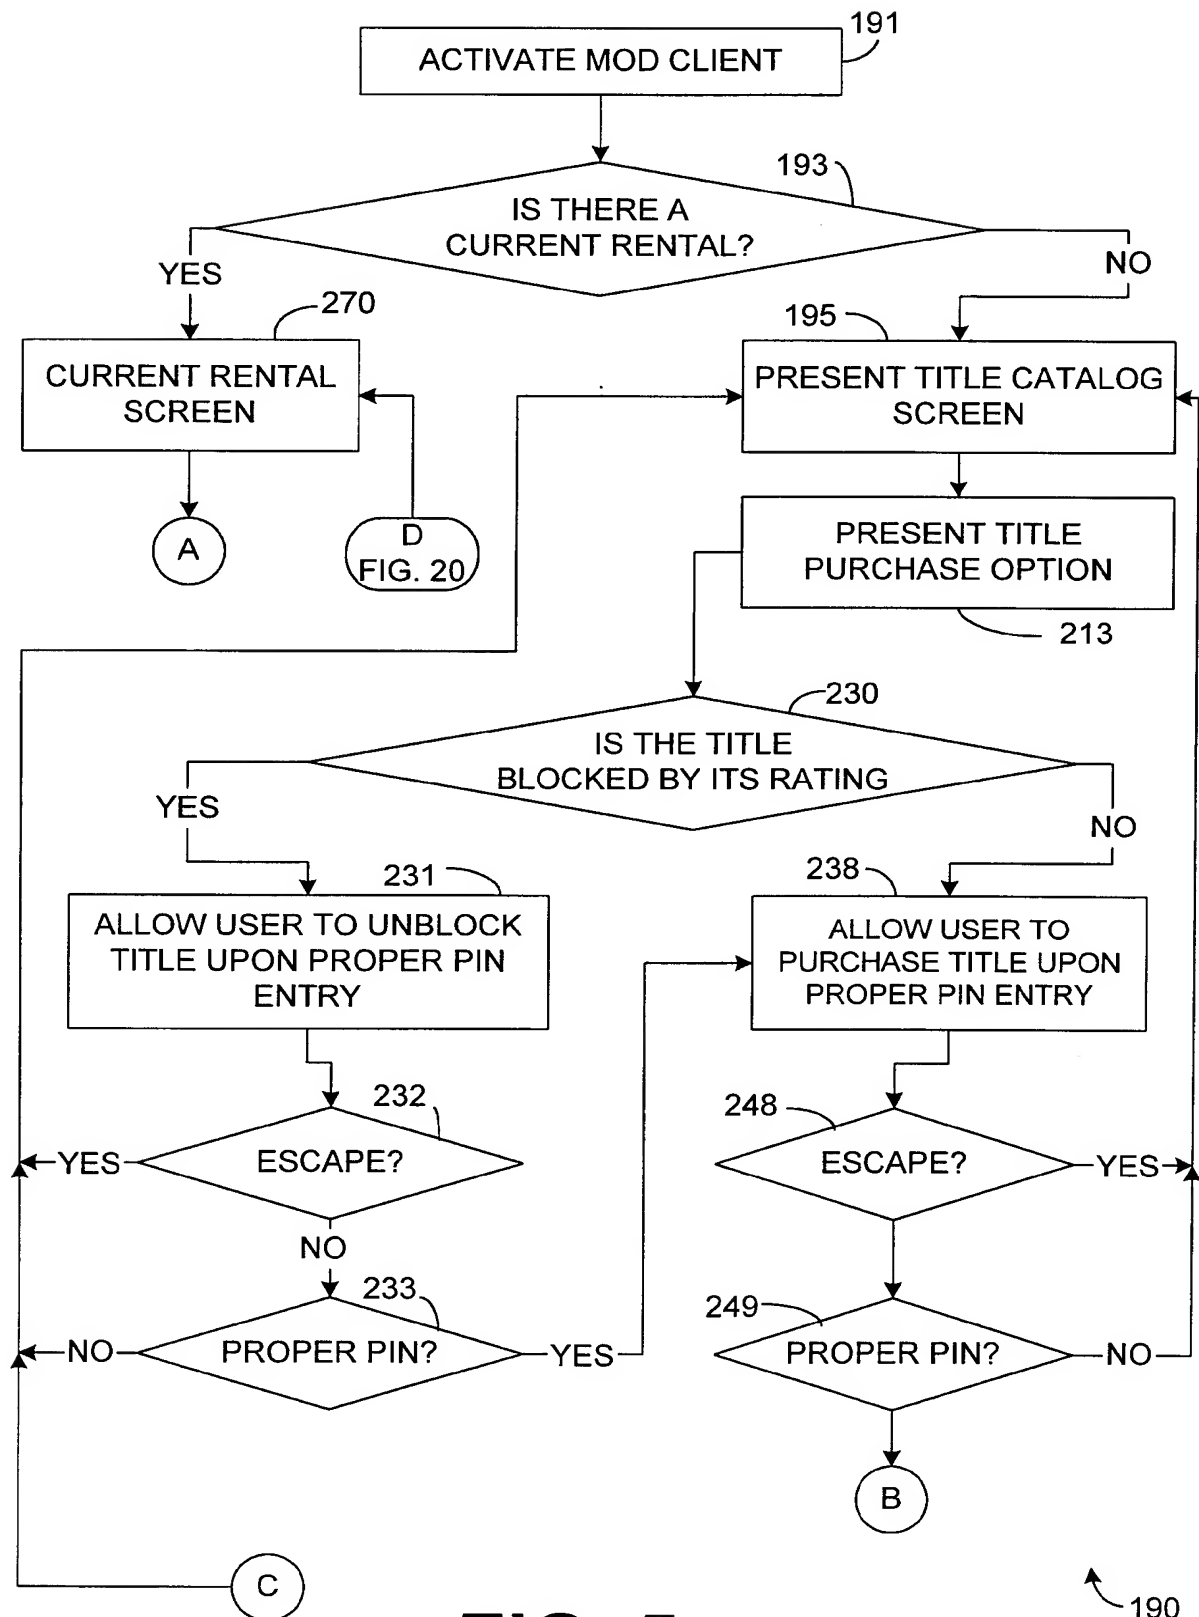 191
ACTIVATE MOD CLIENT
193
IS THERE A
CURRENT RENTAL?
YES
NO
270
195
CURRENT RENTAL
SCREEN
PRESENT TITLE CATALOG
SCREEN
A
D
FIG. 20
PRESENT TITLE
PURCHASE OPTION
213
230
IS THE TITLE
BLOCKED BY ITS RATING
YES
NO
231
238
ALLOW USER TO UNBLOCK
TITLE UPON PROPER PIN
ENTRY
ALLOW USER TO
PURCHASE TITLE UPON
PROPER PIN ENTRY
232
248
YES
ESCAPE?
ESCAPE?
YES
NO
233
249
NO
PROPER PIN?
YES
PROPER PIN?
NO
B
C
190